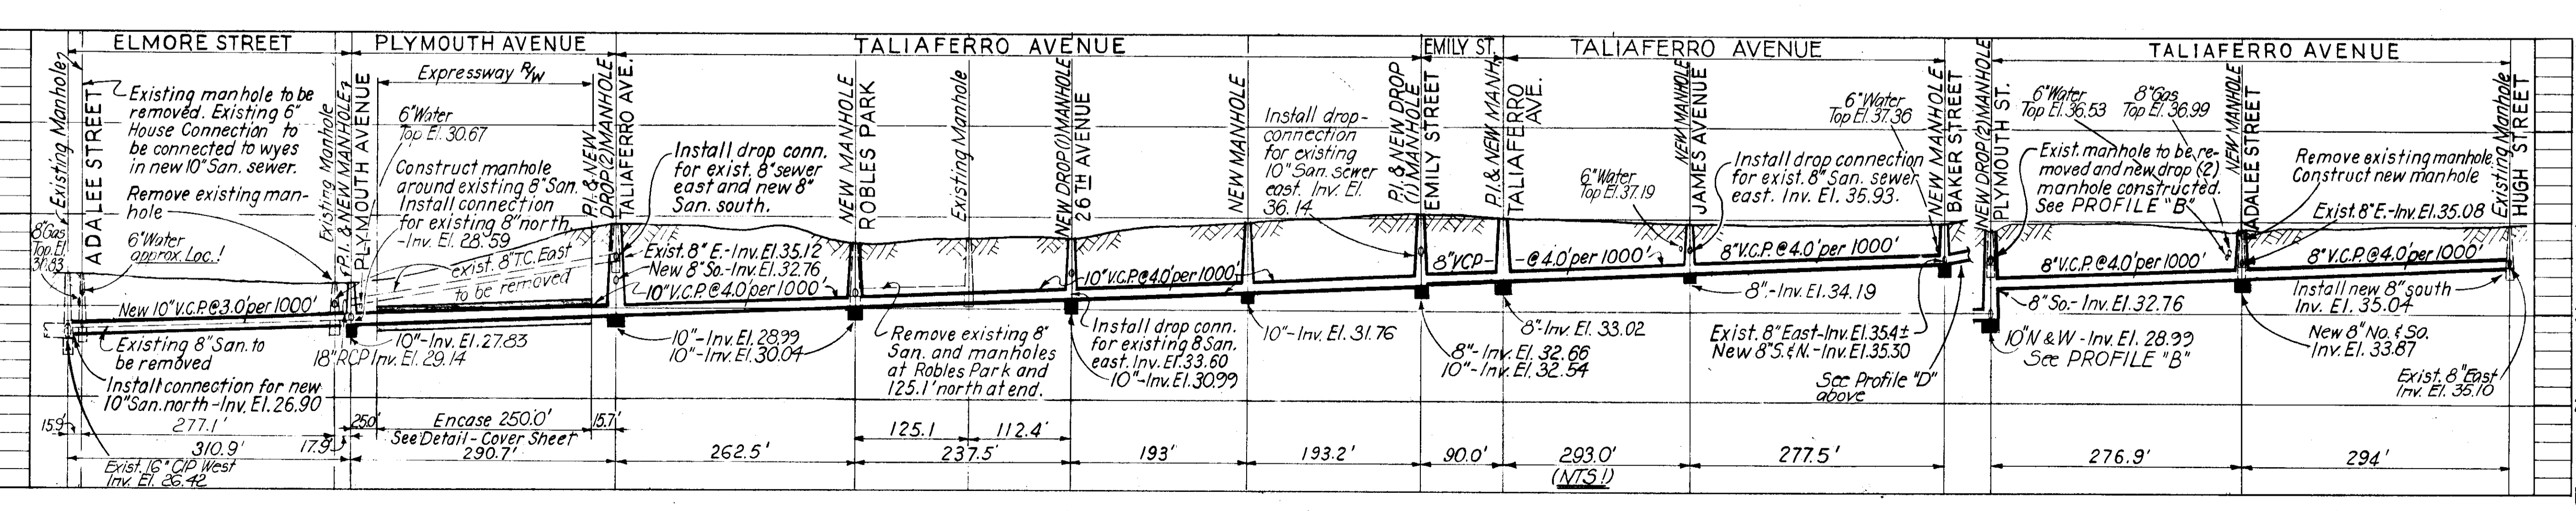 ELMORE STREET
PLYMOUTH AVENUE
TALIAFERRO AVENUE
EMILY ST.
TALIAFERRO AVENUE
TALIAFERRO AVENUE
Existing Manhole
ADALEE STREET
Existing manhole to be
removed. Existing 6"
House Connection to
be connected to wyes
in new 10" San. sewer.
Remove existing man-
hole
8" Gas
Top. El.
6" Water
approx. Loc.!
New 10" V.C.P. @ 3.0' per 1000'
Existing 8" San. to
be removed
Install connection for new
10" San. north - Inv. El. 26.90
15.9'
277.1'
310.9'
17.9'
Exist. 16" CIP West
Inv. El. 26.42
Existing Manhole
P.I. & NEW MANHOLE
PLYMOUTH AVENUE
Expressway R/W
6" Water
Top El. 30.67
Construct manhole
around existing 8" San.
Install connection
for existing 8" north
-Inv. El. 28.59
exist. 8" T.C. East
to be removed
10" - Inv. El. 27.83
18" RCP Inv. El. 29.14
25.0'
Encase 250.0'
15.7'
See Detail - Cover Sheet
290.7'
P.I. & NEW
DROP (2) MANHOLE
TALIAFERRO AVE.
Install drop conn.
for exist. 8" sewer
east and new 8"
San. south.
Exist. 8" E. - Inv. El. 35.12
New 8" So. - Inv. El. 32.76
10" V.C.P. @ 4.0' per 1000'
10" - Inv. El. 28.99
10" - Inv. El. 30.04
262.5'
NEW MANHOLE
ROBLES PARK
Existing Manhole
Remove existing 8"
San. and manholes
at Robles Park and
125.1' north at end.
125.1
112.4'
237.5'
NEW DROP (1) MANHOLE
26TH AVENUE
10" V.C.P. @ 4.0' per 1000'
Install drop conn.
for existing 8 San.
east. Inv. El. 33.60
10" - Inv. El. 30.99
193'
NEW MANHOLE
10" - Inv. El. 31.76
193.2'
Install drop-
connection
for existing
10" San. sewer
east. Inv. El.
36.14
P.I. & NEW DROP
(1) MANHOLE
EMILY STREET
8" VCP
8" - Inv. El. 32.66
10" - Inv. El. 32.54
90.0'
P.I. & NEW MANH.
TALIAFERRO
AVE.
@ 4.0' per 1000'
8" - Inv. El. 33.02
293.0'
(NTS!)
6" Water
Top El. 37.19
NEW MANHOLE
JAMES AVENUE
Install drop connection
for exist. 8" San. sewer
east. Inv. El. 35.93.
6" Water
Top El. 37.36
8" V.C.P. @ 4.0' per 1000'
8" - Inv. El. 34.19
Exist. 8" East - Inv. El. 35.4±
New 8" S. & N. - Inv. El. 35.30
See Profile "D"
above
277.5'
NEW MANHOLE
BAKER STREET
NEW DROP (2) MANHOLE
PLYMOUTH ST.
6" Water
Top El. 36.53
8" Gas
Top El. 36.99
Exist. manhole to be re-
moved and new drop (2)
manhole constructed.
See PROFILE "B"
8" V.C.P. @ 4.0' per 1000'
8" So. - Inv. El. 32.76
10" N & W - Inv. El. 28.99
See PROFILE "B"
276.9'
NEW MANHOLE
ADALEE STREET
Remove existing manhole.
Construct new manhole
Exist. 8" E. - Inv. El. 35.08
8" V.C.P. @ 4.0' per 1000'
Install new 8" south
Inv. El. 35.04
New 8" No. & So.
Inv. El. 33.87
Exist. 8" East
Inv. El. 35.10
294'
Existing Manhole
HUGH STREET